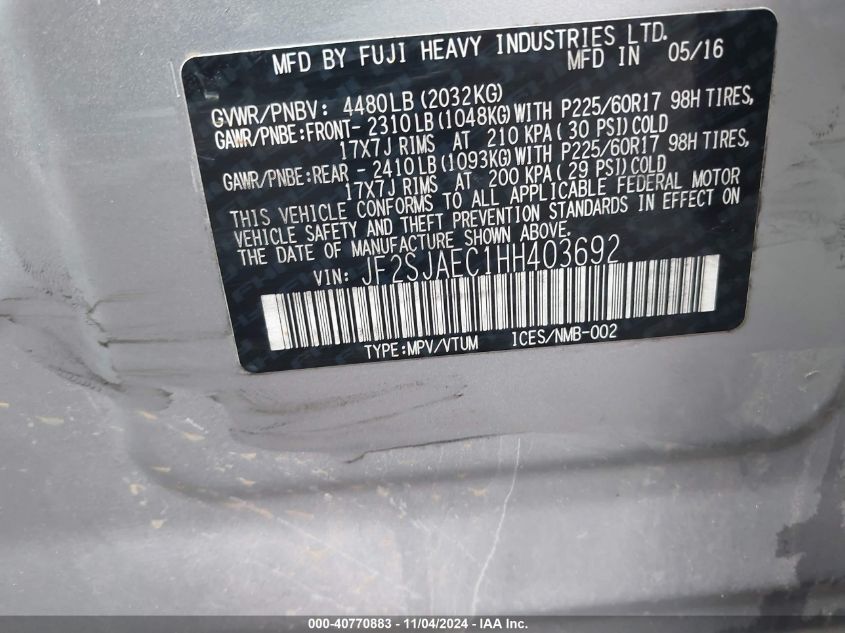 MFD BY FUJI HEAVY INDUSTRIES LTD.
MFD IN 05/16
GVWR/PNBV: 4480LB (2032KG)
GAWR/PNBE:FRONT- 2310LB (1048KG)WITH P225/60R17 98H TIRES,
17X7J RIMS AT 210 KPA ( 30 PSI)COLD
GAWR/PNBE:REAR - 2410LB (1093KG)WITH P225/60R17 98H TIRES,
17X7J RIMS AT 200 KPA ( 29 PSI)COLD
THIS VEHICLE CONFORMS TO ALL APPLICABLE FEDERAL MOTOR
VEHICLE SAFETY AND THEFT PREVENTION STANDARDS IN EFFECT ON
THE DATE OF MANUFACTURE SHOWN ABOVE.
VIN: JF2SJAEC1HH403692
TYPE:MPV/VTUM ICES/NMB-002
000-40770883 - 11/04/2024 - IAA Inc.